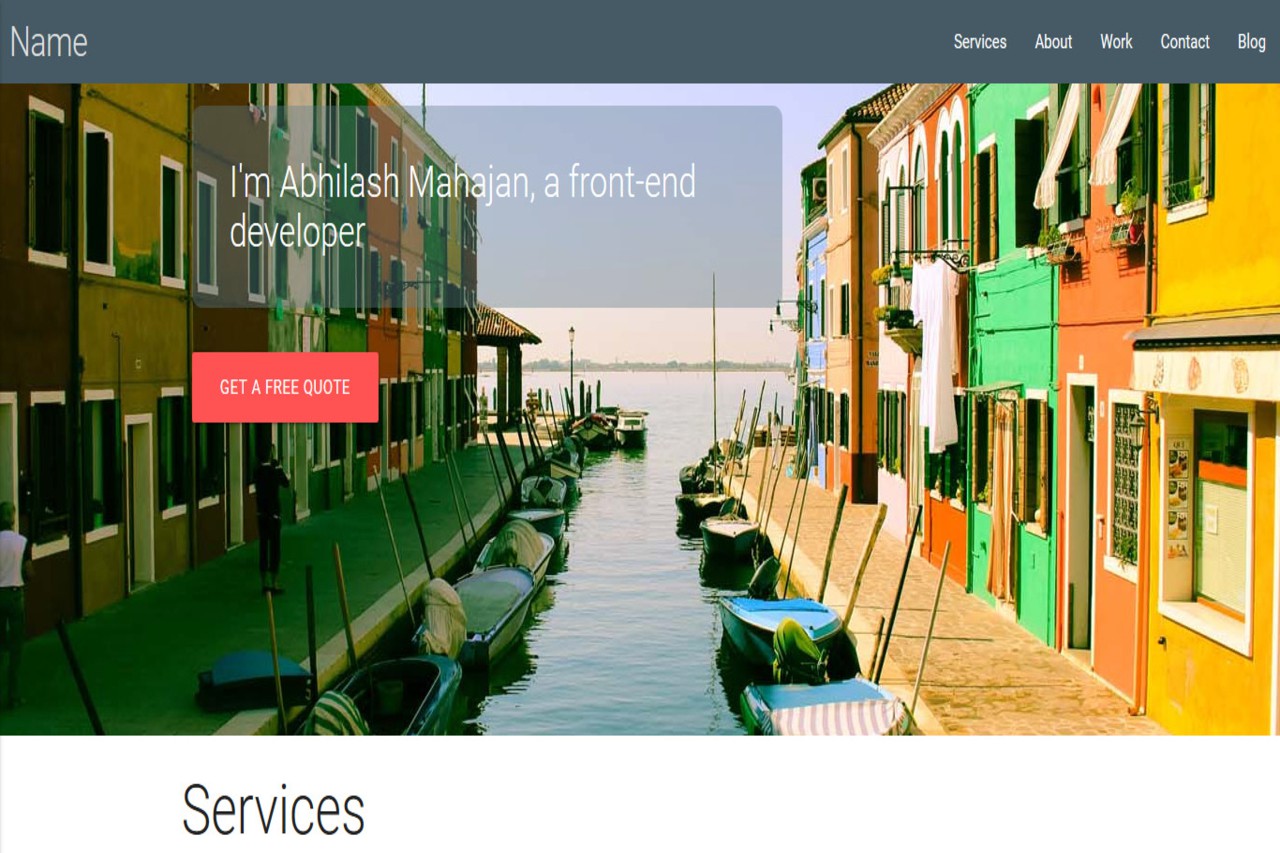 Name
Services About Work Contact Blog
I'm Abhilash Mahajan, a front-end
developer
GET A FREE QUOTE
Services